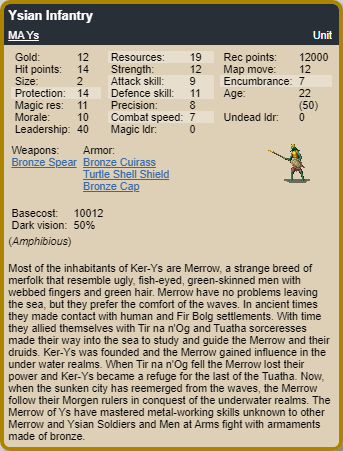 Ysian Infantry
MA Ys Unit
Gold: 12 Resources: 19 Rec points: 12000
Hit points: 14 Strength: 12 Map move: 12
Size: 2 Attack skill: 9 Encumbrance: 7
Protection: 14 Defence skill: 11 Age: 22
Magic res: 11 Precision: 8 (50)
Morale: 10 Combat speed: 7 Undead ldr: 0
Leadership: 40 Magic ldr: 0
Weapons: Armor:
Bronze Spear Bronze Cuirass
Turtle Shell Shield
Bronze Cap
Basecost: 10012
Dark vision: 50%
(Amphibious)
Most of the inhabitants of Ker-Ys are Merrow, a strange breed of
merfolk that resemble ugly, fish-eyed, green-skinned men with
webbed fingers and green hair. Merrow have no problems leaving
the sea, but they prefer the comfort of the waves. In ancient times
they made contact with human and Fir Bolg settlements. With time
they allied themselves with Tir na n'Og and Tuatha sorceresses
made their way into the sea to study and guide the Merrow and their
druids. Ker-Ys was founded and the Merrow gained influence in the
under water realms. When Tir na n'Og fell the Merrow lost their
power and Ker-Ys became a refuge for the last of the Tuatha. Now,
when the sunken city has reemerged from the waves, the Merrow
follow their Morgen rulers in conquest of the underwater realms. The
Merrow of Ys have mastered metal-working skills unknown to other
Merrow and Ysian Soldiers and Men at Arms fight with armaments
made of bronze.